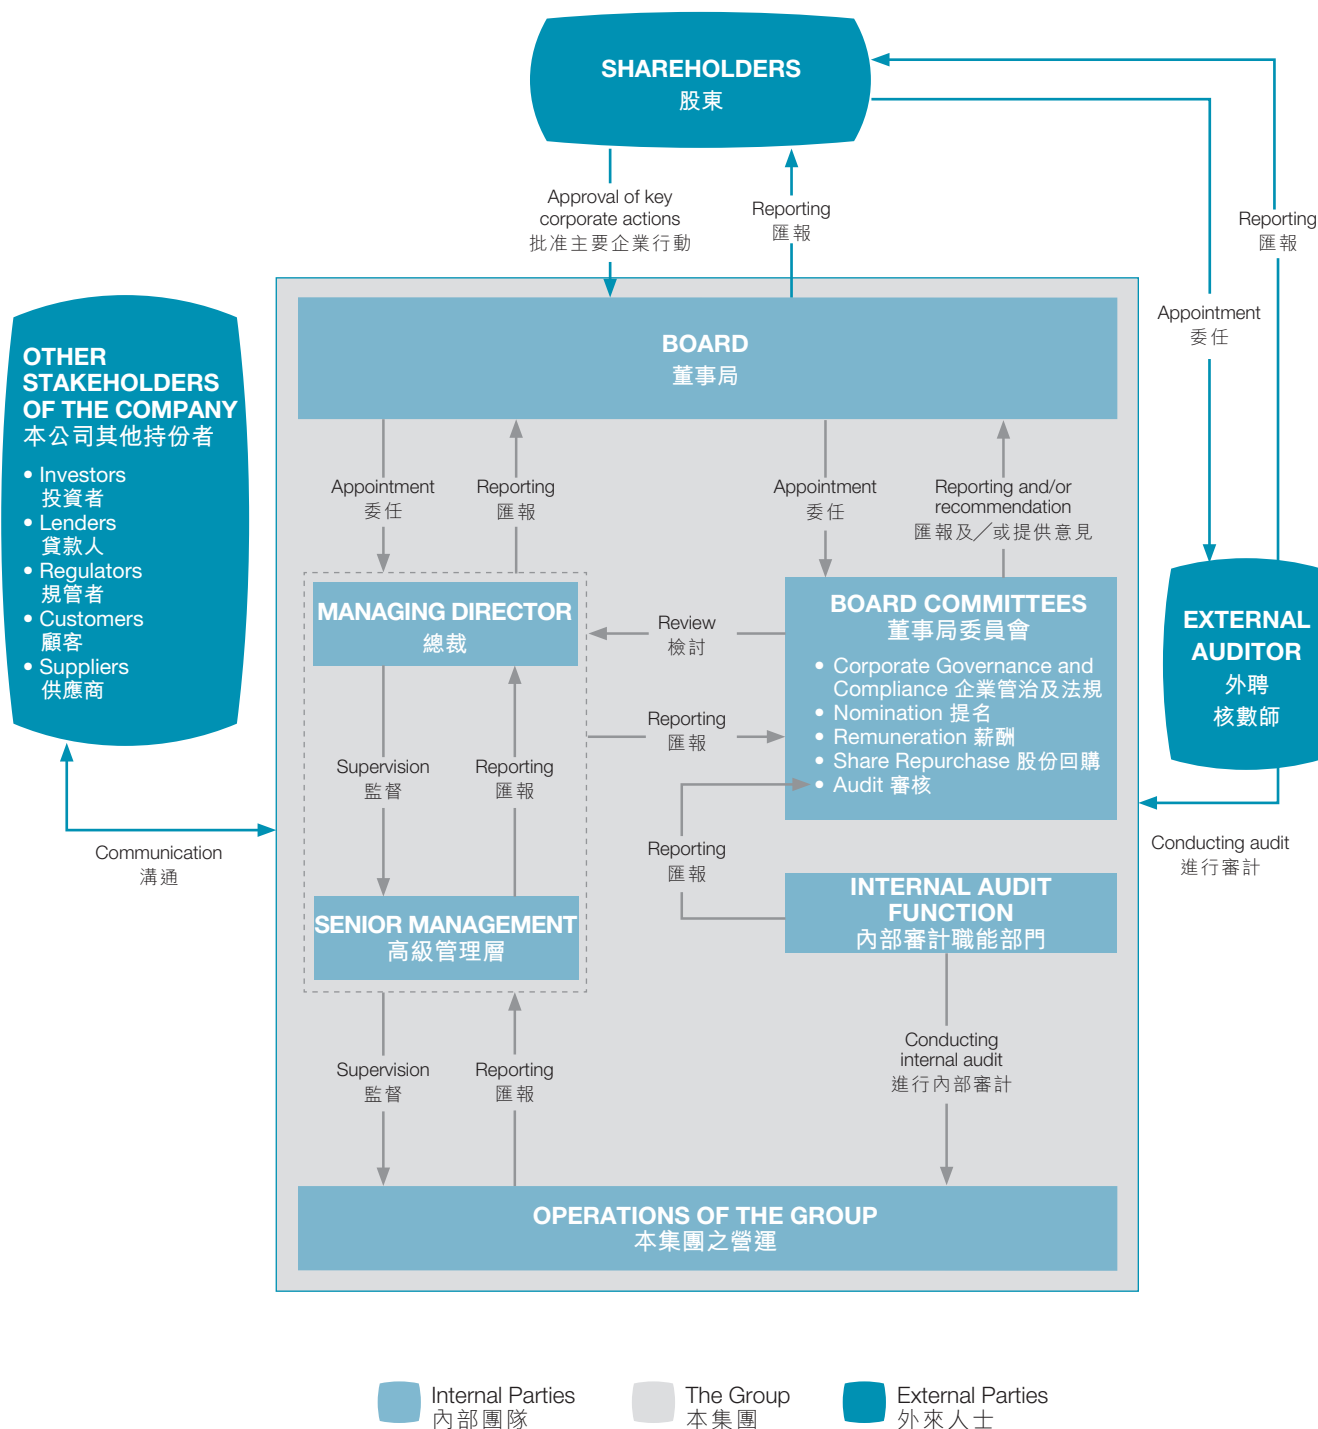 SHAREHOLDERS
股東
Approval of key
corporate actions
批准主要企業行動
Reporting
匯報
Reporting
匯報
Appointment
委任
OTHER
STAKEHOLDERS
OF THE COMPANY
本公司其他持份者
• Investors
投資者
• Lenders
貸款人
• Regulators
規管者
• Customers
顧客
• Suppliers
供應商
BOARD
董事局
Appointment
委任
Reporting
匯報
Appointment
委任
Reporting and/or
recommendation
匯報及╱或提供意見
MANAGING DIRECTOR
總裁
Review
檢討
BOARD COMMITTEES
董事局委員會
• Corporate Governance and
Compliance 企業管治及法規
• Nomination 提名
• Remuneration 薪酬
• Share Repurchase 股份回購
• Audit 審核
EXTERNAL
AUDITOR
外聘
核數師
Reporting
匯報
Supervision
監督
Reporting
匯報
Communication
溝通
Reporting
匯報
Conducting audit
進行審計
SENIOR MANAGEMENT
高級管理層
INTERNAL AUDIT
FUNCTION
內部審計職能部門
Supervision
監督
Reporting
匯報
Conducting
internal audit
進行內部審計
OPERATIONS OF THE GROUP
本集團之營運
Internal Parties
內部團隊
The Group
本集團
External Parties
外來人士